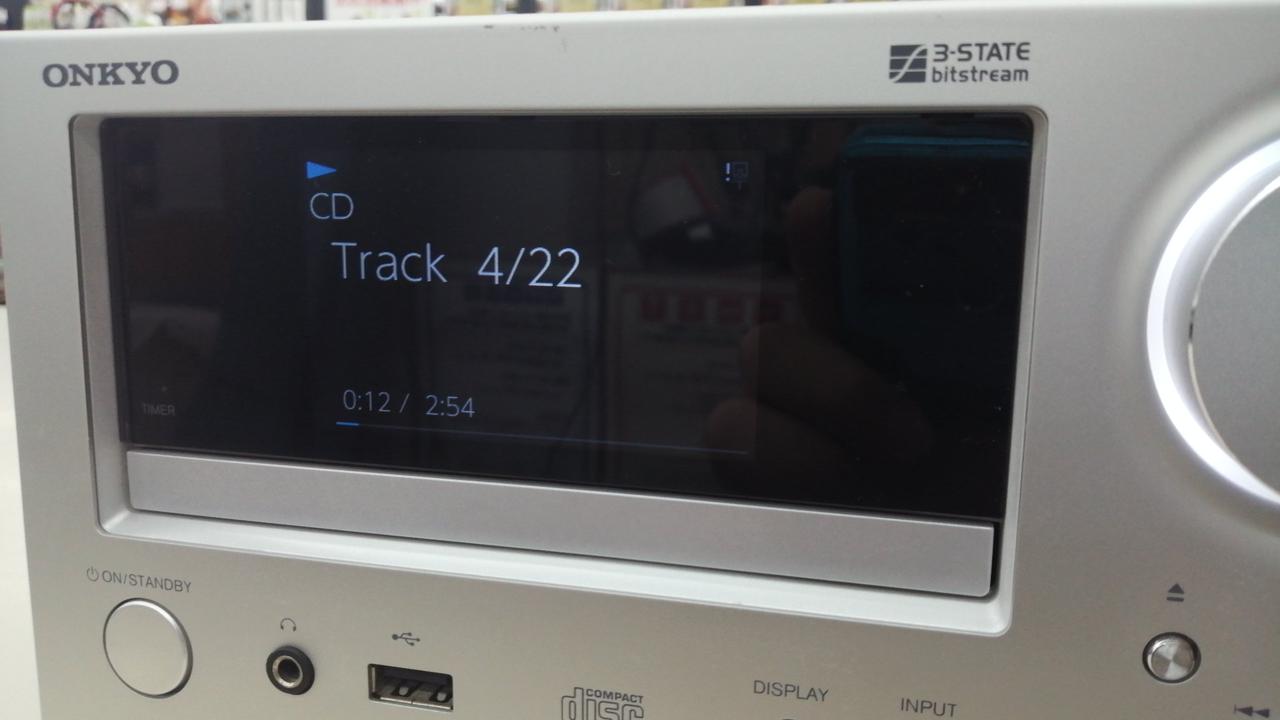 ONKYO
3-STATE
bitstream
CD
Track 4/22
0:12 / 2:54
TIMER
ON/STANDBY
COMPACT
disc
DISPLAY
INPUT